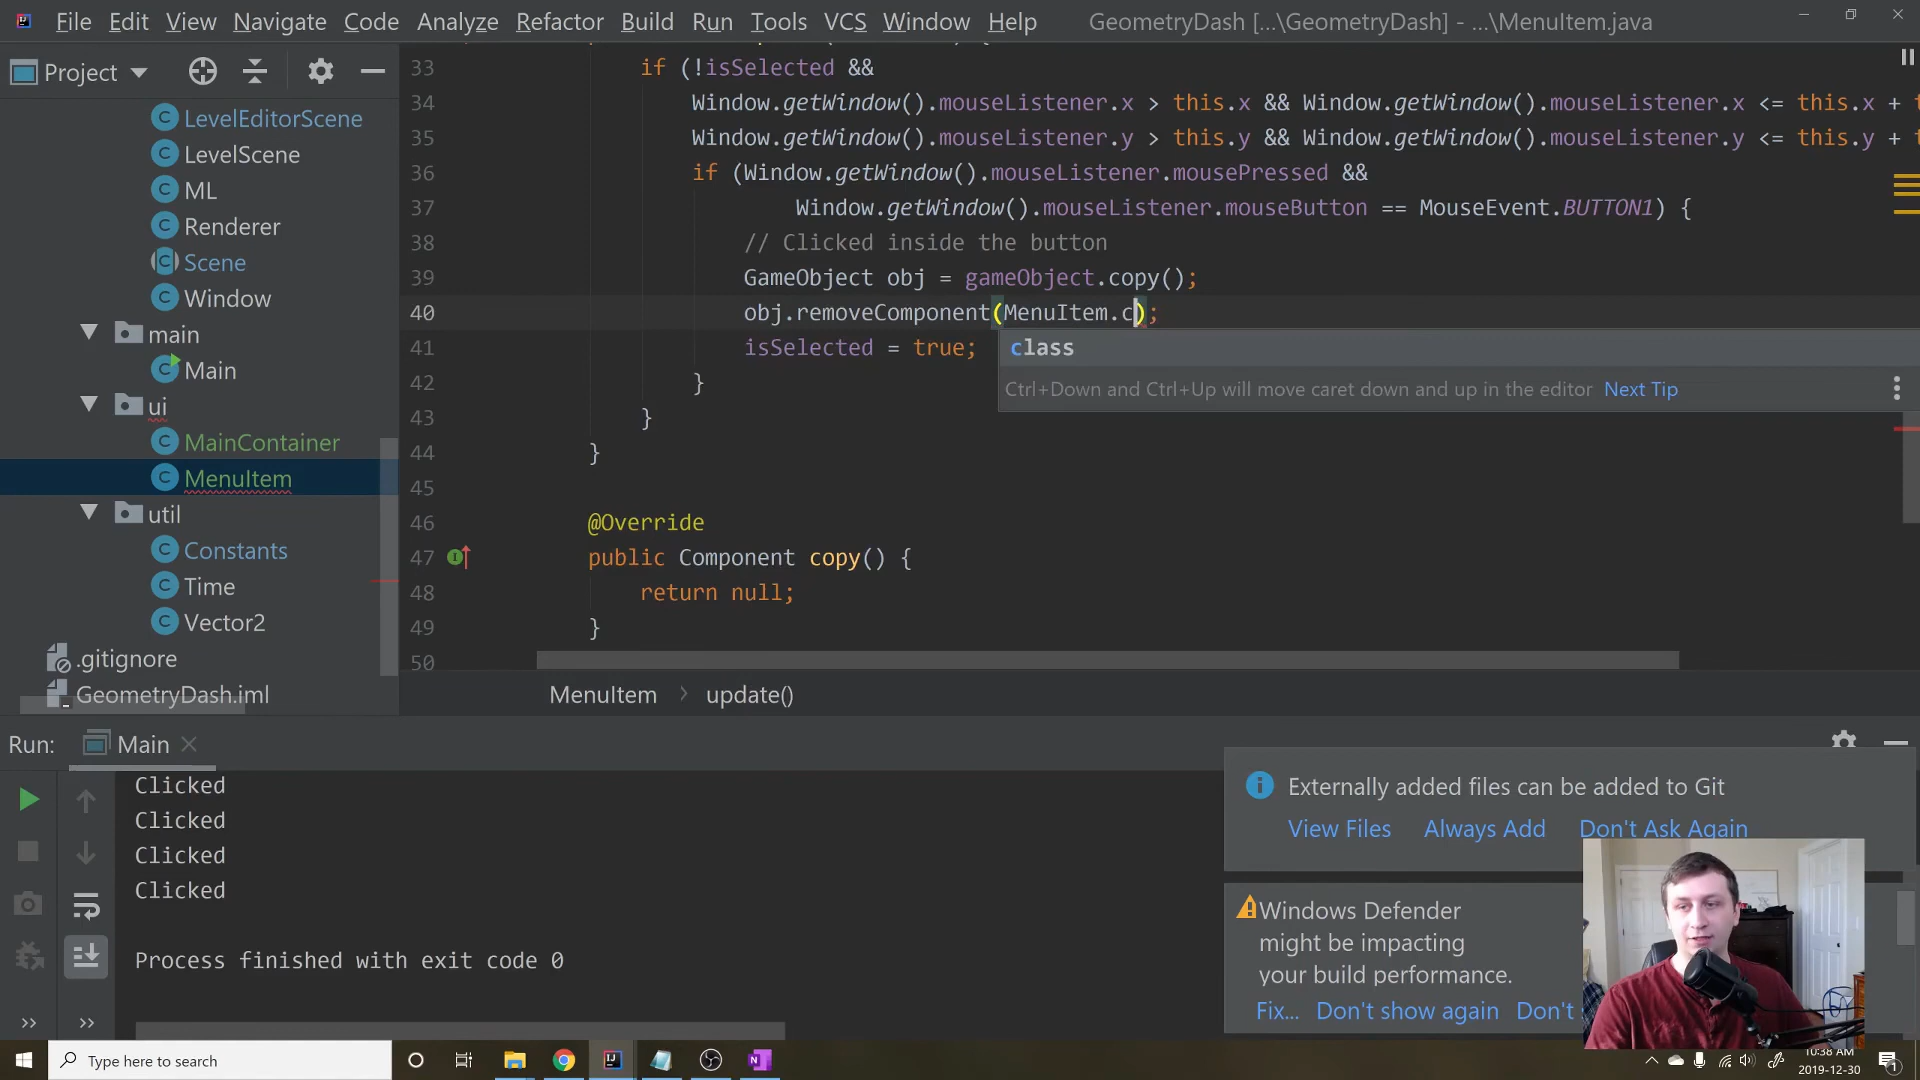 File Edit View Navigate Code Analyze Refactor Build Run Tools VCS Window Help GeometryDash [...\GeometryDash] - ...\MenuItem.java
Project
LevelEditorScene
LevelScene
ML
Renderer
Scene
Window
main
Main
ui
MainContainer
MenuItem
util
Constants
Time
Vector2
.gitignore
GeometryDash.iml
33 if (!isSelected &&
34 Window.getWindow().mouseListener.x > this.x && Window.getWindow().mouseListener.x <= this.x +
35 Window.getWindow().mouseListener.y > this.y && Window.getWindow().mouseListener.y <= this.y +
36 if (Window.getWindow().mouseListener.mousePressed &&
37 Window.getWindow().mouseListener.mouseButton == MouseEvent.BUTTON1) {
38 // Clicked inside the button
39 GameObject obj = gameObject.copy();
40 obj.removeComponent(MenuItem.c);
41 isSelected = true;
class
42 }
Ctrl+Down and Ctrl+Up will move caret down and up in the editor Next Tip
43 }
44 }
45
46 @Override
47 public Component copy() {
48 return null;
49 }
50
MenuItem > update()
Run: Main
Clicked
Clicked
Clicked
Clicked
Process finished with exit code 0
Externally added files can be added to Git
View Files Always Add Don't Ask Again
Windows Defender
might be impacting
your build performance.
Fix... Don't show again Don't
Type here to search
10:38 AM
2019-12-30
1